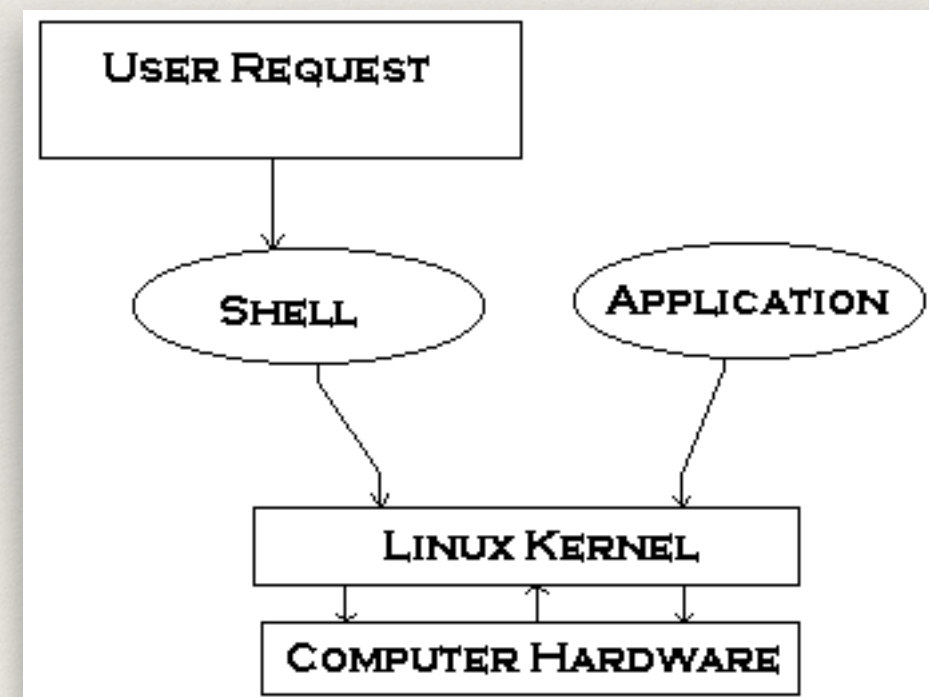 User Request
Shell
Application
Linux Kernel
Computer Hardware